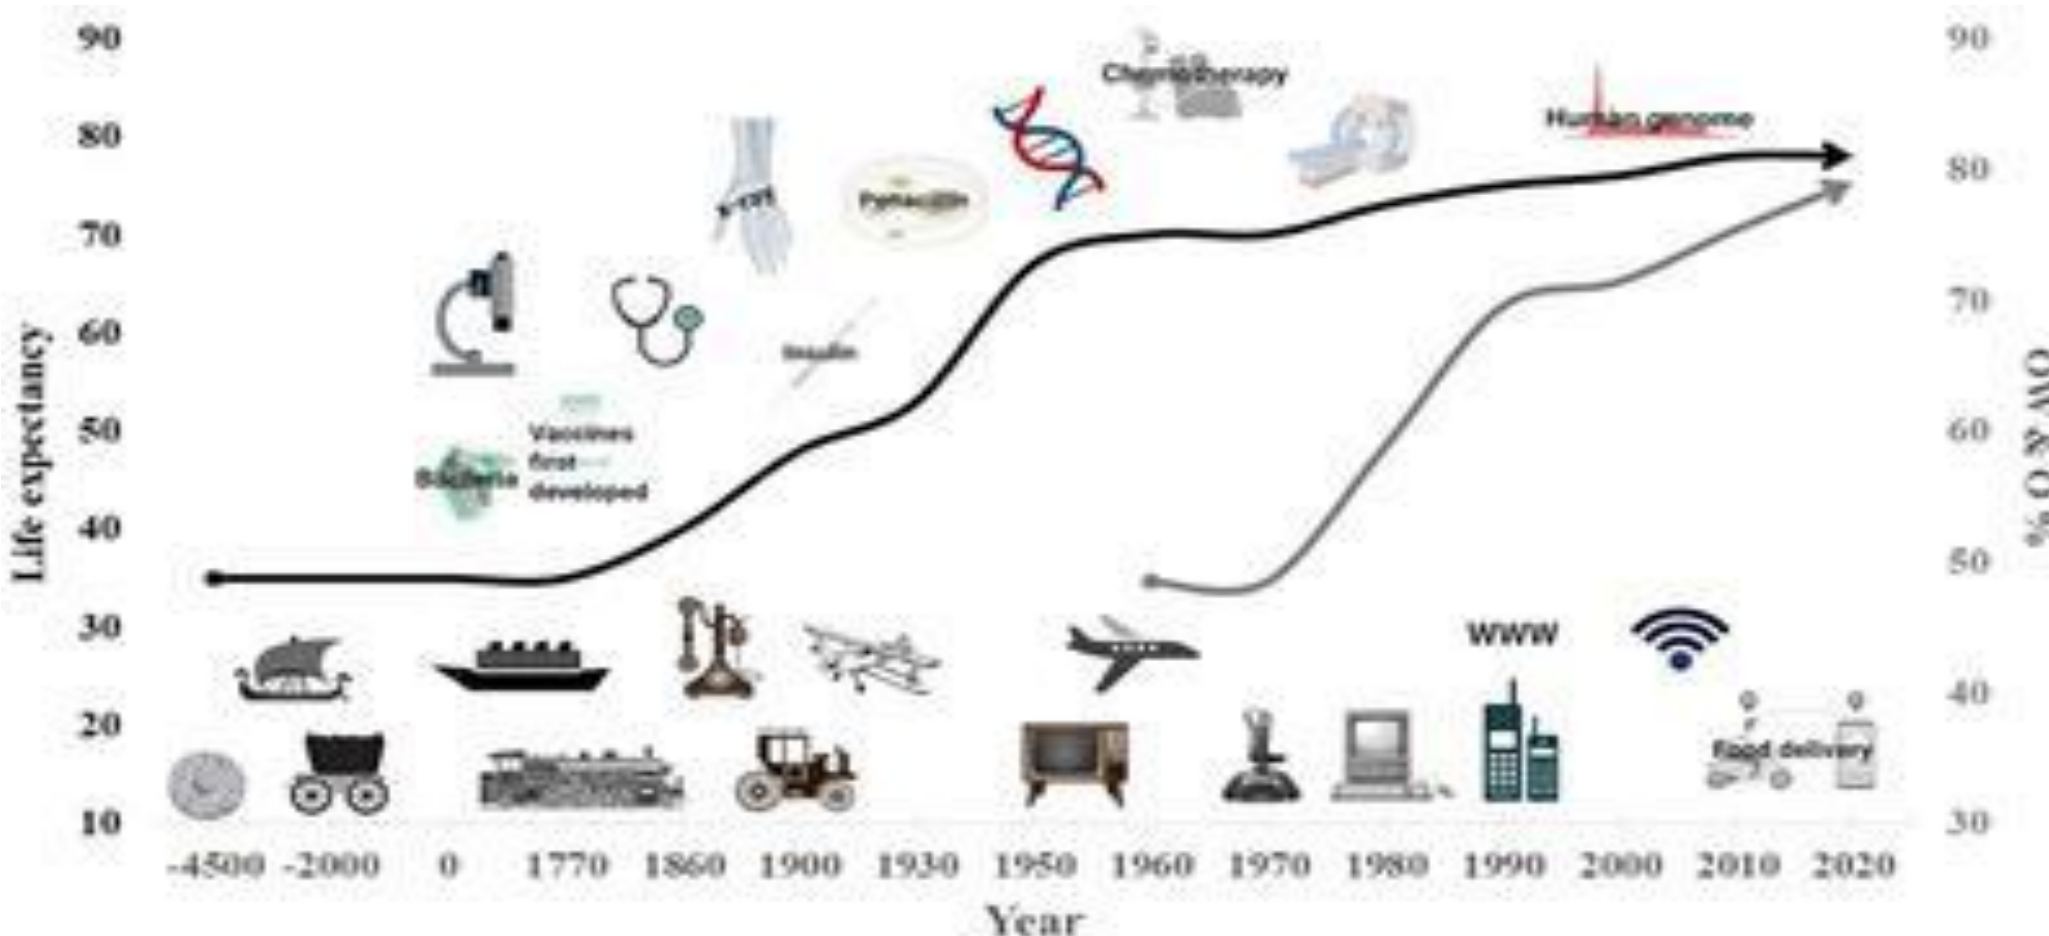 90
80
70
60
50
40
30
20
10
Life expectancy
Chemotherapy
Human genome
X-ray
Penacillin
Insulin
Vaccines
first
developed
Bacteria
WWW
Food delivery
90
80
70
60
50
40
30
% O & OW
-4500 -2000 0 1770 1860 1900 1930 1950 1960 1970 1980 1990 2000 2010 2020
Year